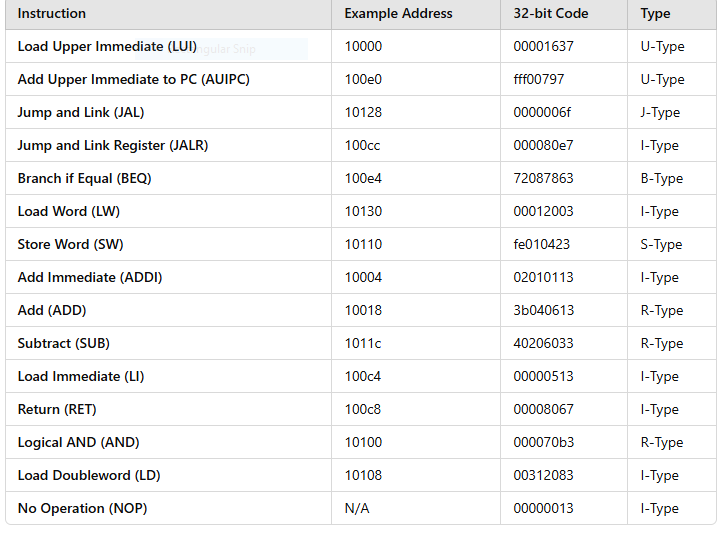 Instruction Example Address 32-bit Code Type
Load Upper Immediate (LUI) 10000 00001637 U-Type
Add Upper Immediate to PC (AUIPC) 100e0 fff00797 U-Type
Jump and Link (JAL) 10128 0000006f J-Type
Jump and Link Register (JALR) 100cc 000080e7 I-Type
Branch if Equal (BEQ) 100e4 72087863 B-Type
Load Word (LW) 10130 00012003 I-Type
Store Word (SW) 10110 fe010423 S-Type
Add Immediate (ADDI) 10004 02010113 I-Type
Add (ADD) 10018 3b040613 R-Type
Subtract (SUB) 1011c 40206033 R-Type
Load Immediate (LI) 100c4 00000513 I-Type
Return (RET) 100c8 00008067 I-Type
Logical AND (AND) 10100 000070b3 R-Type
Load Doubleword (LD) 10108 00312083 I-Type
No Operation (NOP) N/A 00000013 I-Type